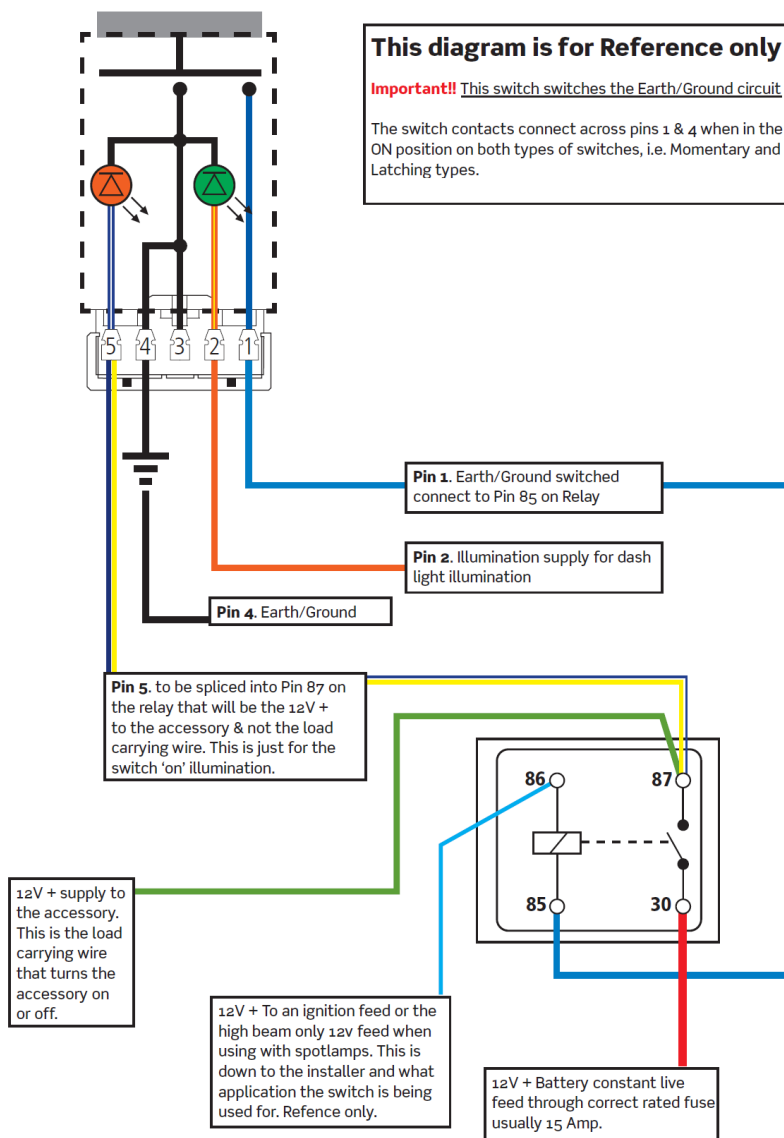 This diagram is for Reference only
Important!! This switch switches the Earth/Ground circuit
The switch contacts connect across pins 1 & 4 when in the
ON position on both types of switches, i.e. Momentary and
Latching types.
5 4 3 2 1
Pin 1. Earth/Ground switched
connect to Pin 85 on Relay
Pin 2. Illumination supply for dash
light illumination
Pin 4. Earth/Ground
Pin 5. to be spliced into Pin 87 on
the relay that will be the 12V +
to the accessory & not the load
carrying wire. This is just for the
switch ‘on’ illumination.
86 87
85 30
12V + supply to
the accessory.
This is the load
carrying wire
that turns the
accessory on
or off.
12V + To an ignition feed or the
high beam only 12v feed when
using with spotlamps. This is
down to the installer and what
application the switch is being
used for. Refence only.
12V + Battery constant live
feed through correct rated fuse
usually 15 Amp.